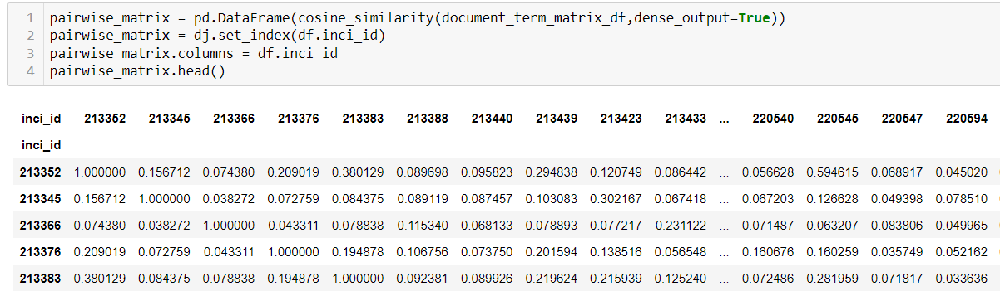 1 pairwise_matrix = pd.DataFrame(cosine_similarity(document_term_matrix_df,dense_output=True))
2 pairwise_matrix = dj.set_index(df.inci_id)
3 pairwise_matrix.columns = df.inci_id
4 pairwise_matrix.head()
inci_id 213352 213345 213366 213376 213383 213388 213440 213439 213423 213433 ... 220540 220545 220547 220594
inci_id
213352 1.000000 0.156712 0.074380 0.209019 0.380129 0.089698 0.095823 0.294838 0.120749 0.086442 ... 0.056628 0.594615 0.068917 0.045020
213345 0.156712 1.000000 0.038272 0.072759 0.084375 0.089119 0.087457 0.103083 0.302167 0.067418 ... 0.067203 0.126628 0.049398 0.078510
213366 0.074380 0.038272 1.000000 0.043311 0.078838 0.115340 0.068133 0.078893 0.077217 0.231122 ... 0.071487 0.063207 0.083806 0.049965
213376 0.209019 0.072759 0.043311 1.000000 0.194878 0.106756 0.073750 0.201594 0.138516 0.056548 ... 0.160676 0.160259 0.035749 0.052162
213383 0.380129 0.084375 0.078838 0.194878 1.000000 0.092381 0.089926 0.219624 0.215939 0.125240 ... 0.072486 0.281959 0.071817 0.033636